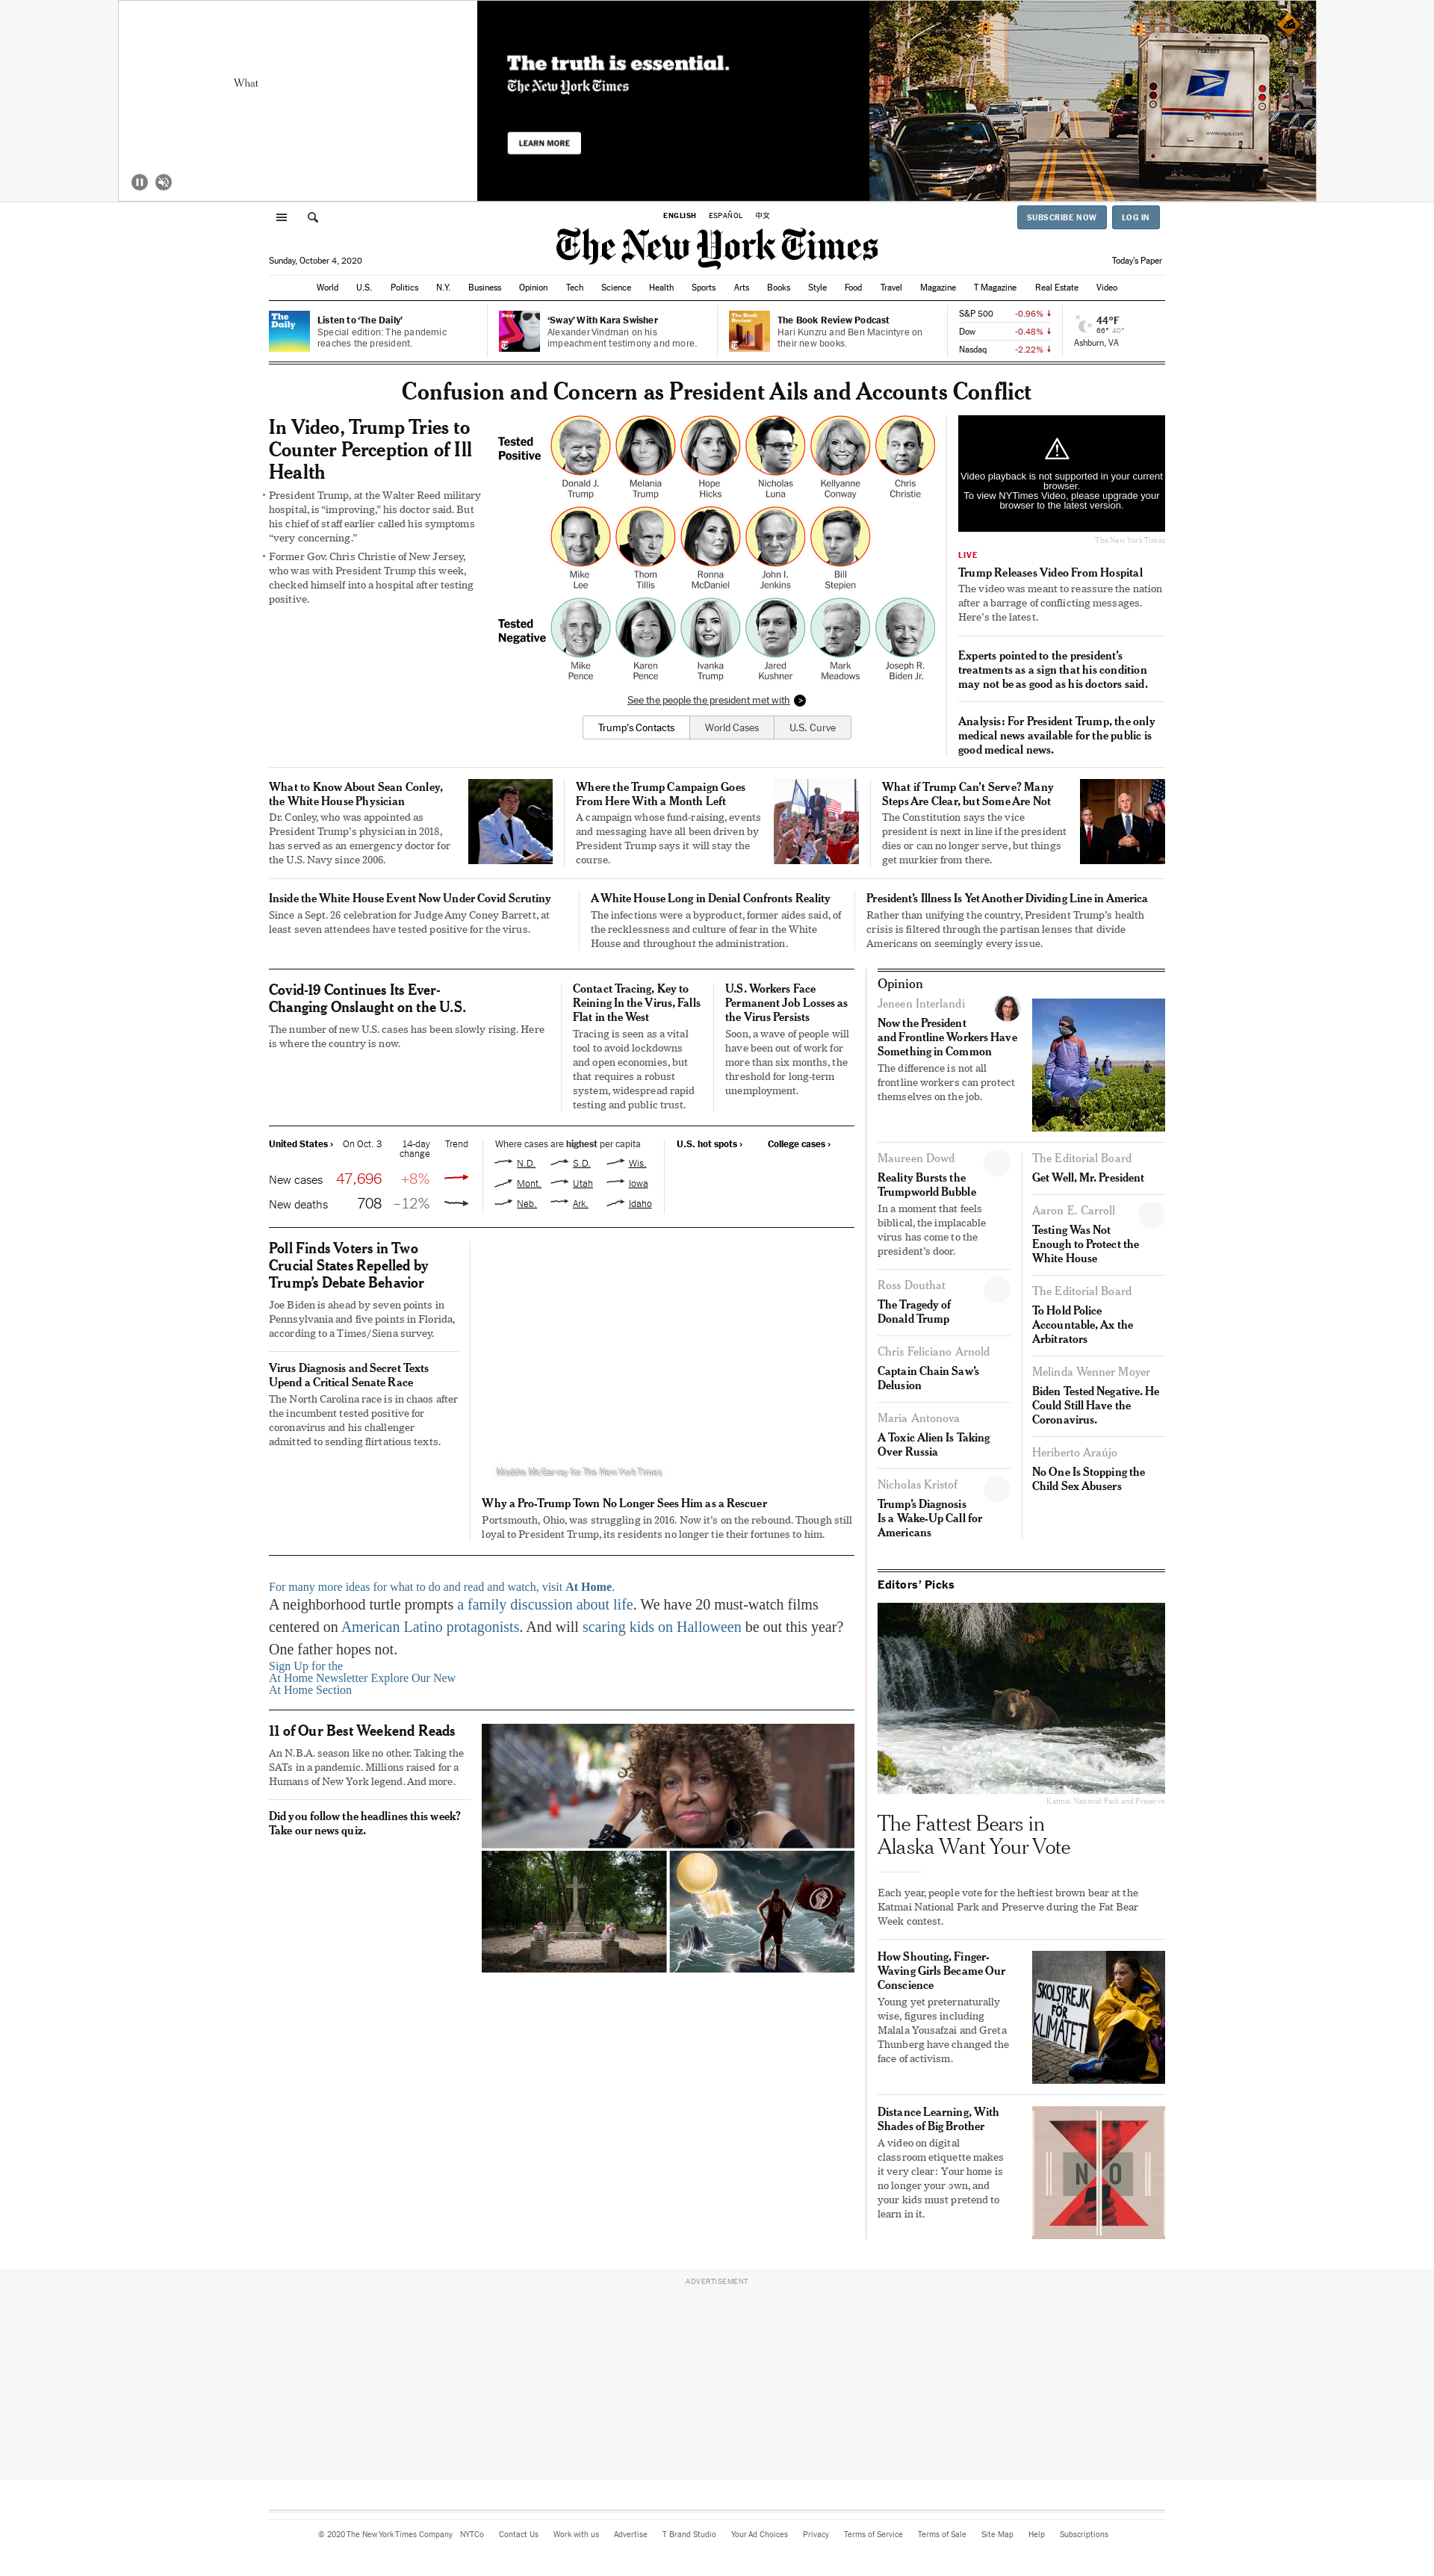 What
The truth is essential.
The New York Times
LEARN MORE
ENGLISH ESPAÑOL 中文
SUBSCRIBE NOW LOG IN
The New York Times
Sunday, October 4, 2020
Today's Paper
World U.S. Politics N.Y. Business Opinion Tech Science Health Sports Arts Books Style Food Travel Magazine T Magazine Real Estate Video
The Daily
Listen to ‘The Daily’
Special edition: The pandemic
reaches the president.
Sway
‘Sway’ With Kara Swisher
Alexander Vindman on his
impeachment testimony and more.
The Book Review
The Book Review Podcast
Hari Kunzru and Ben Macintyre on
their new books.
S&P 500 -0.96%
Dow -0.48%
Nasdaq -2.22%
44°F
66° 40°
Ashburn, VA
Confusion and Concern as President Ails and Accounts Conflict
In Video, Trump Tries to
Counter Perception of Ill
Health
• President Trump, at the Walter Reed military
hospital, is “improving,” his doctor said. But
his chief of staff earlier called his symptoms
“very concerning.”
• Former Gov. Chris Christie of New Jersey,
who was with President Trump this week,
checked himself into a hospital after testing
positive.
Tested
Positive
Donald J.
Trump
Melania
Trump
Hope
Hicks
Nicholas
Luna
Kellyanne
Conway
Chris
Christie
Mike
Lee
Thom
Tillis
Ronna
McDaniel
John I.
Jenkins
Bill
Stepien
Tested
Negative
Mike
Pence
Karen
Pence
Ivanka
Trump
Jared
Kushner
Mark
Meadows
Joseph R.
Biden Jr.
See the people the president met with >
Trump's Contacts World Cases U.S. Curve
Video playback is not supported in your current
browser.
To view NYTimes Video, please upgrade your
browser to the latest version.
The New York Times
LIVE
Trump Releases Video From Hospital
The video was meant to reassure the nation
after a barrage of conflicting messages.
Here’s the latest.
Experts pointed to the president’s
treatments as a sign that his condition
may not be as good as his doctors said.
Analysis: For President Trump, the only
medical news available for the public is
good medical news.
What to Know About Sean Conley,
the White House Physician
Dr. Conley, who was appointed as
President Trump’s physician in 2018,
has served as an emergency doctor for
the U.S. Navy since 2006.
Where the Trump Campaign Goes
From Here With a Month Left
A campaign whose fund-raising, events
and messaging have all been driven by
President Trump says it will stay the
course.
What if Trump Can’t Serve? Many
Steps Are Clear, but Some Are Not
The Constitution says the vice
president is next in line if the president
dies or can no longer serve, but things
get murkier from there.
Inside the White House Event Now Under Covid Scrutiny
Since a Sept. 26 celebration for Judge Amy Coney Barrett, at
least seven attendees have tested positive for the virus.
A White House Long in Denial Confronts Reality
The infections were a byproduct, former aides said, of
the recklessness and culture of fear in the White
House and throughout the administration.
President’s Illness Is Yet Another Dividing Line in America
Rather than unifying the country, President Trump’s health
crisis is filtered through the partisan lenses that divide
Americans on seemingly every issue.
Covid-19 Continues Its Ever-
Changing Onslaught on the U.S.
The number of new U.S. cases has been slowly rising. Here
is where the country is now.
Contact Tracing, Key to
Reining In the Virus, Falls
Flat in the West
Tracing is seen as a vital
tool to avoid lockdowns
and open economies, but
that requires a robust
system, widespread rapid
testing and public trust.
U.S. Workers Face
Permanent Job Losses as
the Virus Persists
Soon, a wave of people will
have been out of work for
more than six months, the
threshold for long-term
unemployment.
United States › On Oct. 3 14-day
change Trend
New cases 47,696 +8%
New deaths 708 –12%
Where cases are highest per capita
N.D. S.D. Wis.
Mont. Utah Iowa
Neb. Ark. Idaho
U.S. hot spots › College cases ›
Poll Finds Voters in Two
Crucial States Repelled by
Trump’s Debate Behavior
Joe Biden is ahead by seven points in
Pennsylvania and five points in Florida,
according to a Times/Siena survey.
Virus Diagnosis and Secret Texts
Upend a Critical Senate Race
The North Carolina race is in chaos after
the incumbent tested positive for
coronavirus and his challenger
admitted to sending flirtatious texts.
Maddie McGarvey for The New York Times
Why a Pro-Trump Town No Longer Sees Him as a Rescuer
Portsmouth, Ohio, was struggling in 2016. Now it’s on the rebound. Though still
loyal to President Trump, its residents no longer tie their fortunes to him.
For many more ideas for what to do and read and watch, visit At Home.
A neighborhood turtle prompts a family discussion about life. We have 20 must-watch films
centered on American Latino protagonists. And will scaring kids on Halloween be out this year?
One father hopes not.
Sign Up for the
At Home Newsletter Explore Our New
At Home Section
11 of Our Best Weekend Reads
An N.B.A. season like no other. Taking the
SATs in a pandemic. Millions raised for a
Humans of New York legend. And more.
Did you follow the headlines this week?
Take our news quiz.
Opinion
Jeneen Interlandi
Now the President
and Frontline Workers Have
Something in Common
The difference is not all
frontline workers can protect
themselves on the job.
Maureen Dowd
Reality Bursts the
Trumpworld Bubble
In a moment that feels
biblical, the implacable
virus has come to the
president’s door.
Ross Douthat
The Tragedy of
Donald Trump
Chris Feliciano Arnold
Captain Chain Saw’s
Delusion
Maria Antonova
A Toxic Alien Is Taking
Over Russia
Nicholas Kristof
Trump’s Diagnosis
Is a Wake-Up Call for
Americans
The Editorial Board
Get Well, Mr. President
Aaron E. Carroll
Testing Was Not
Enough to Protect the
White House
The Editorial Board
To Hold Police
Accountable, Ax the
Arbitrators
Melinda Wenner Moyer
Biden Tested Negative. He
Could Still Have the
Coronavirus.
Heriberto Araújo
No One Is Stopping the
Child Sex Abusers
Editors’ Picks
Katmai National Park and Preserve
The Fattest Bears in
Alaska Want Your Vote
Each year, people vote for the heftiest brown bear at the
Katmai National Park and Preserve during the Fat Bear
Week contest.
How Shouting, Finger-
Waving Girls Became Our
Conscience
Young yet preternaturally
wise, figures including
Malala Yousafzai and Greta
Thunberg have changed the
face of activism.
SKOLSTREJK
FÖR
KLIMATET
Distance Learning, With
Shades of Big Brother
A video on digital
classroom etiquette makes
it very clear: Your home is
no longer your own, and
your kids must pretend to
learn in it.
NO
ADVERTISEMENT
© 2020 The New York Times Company NYTCo Contact Us Work with us Advertise T Brand Studio Your Ad Choices Privacy Terms of Service Terms of Sale Site Map Help Subscriptions